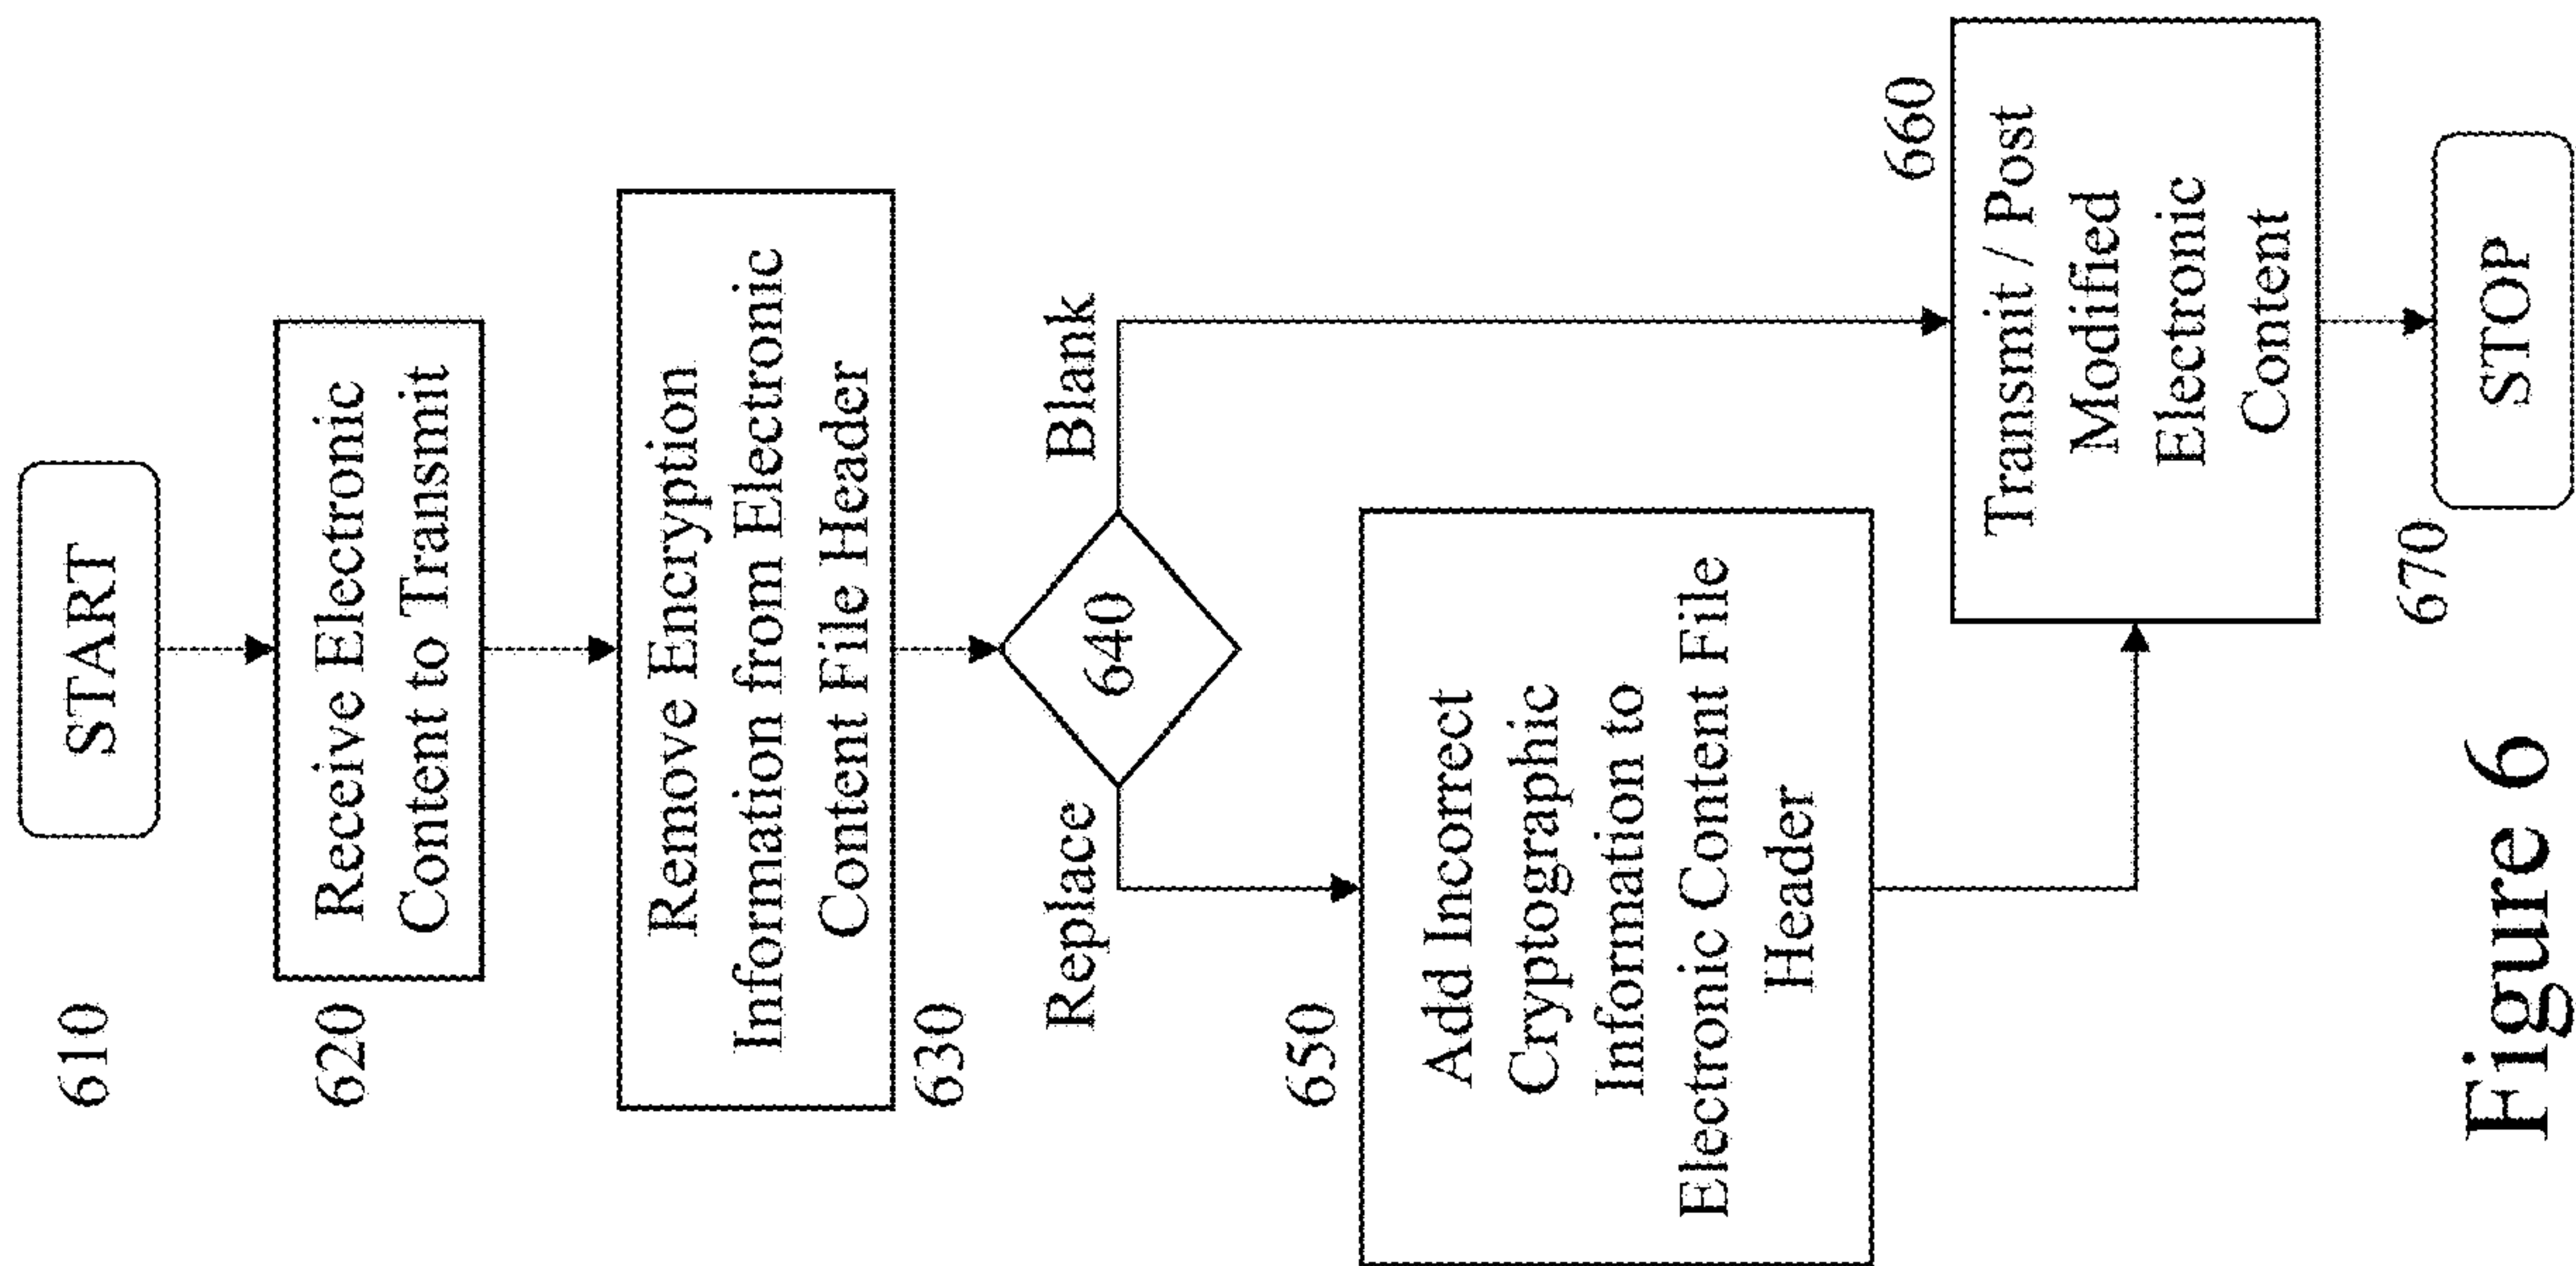 610
START
620
Receive Electronic
Content to Transmit
630
Remove Encryption
Information from Electronic
Content File Header
640
Replace
Blank
650
Add Incorrect
Cryptographic
Information to
Electronic Content File
Header
660
Transmit / Post
Modified
Electronic
Content
670
STOP
Figure 6